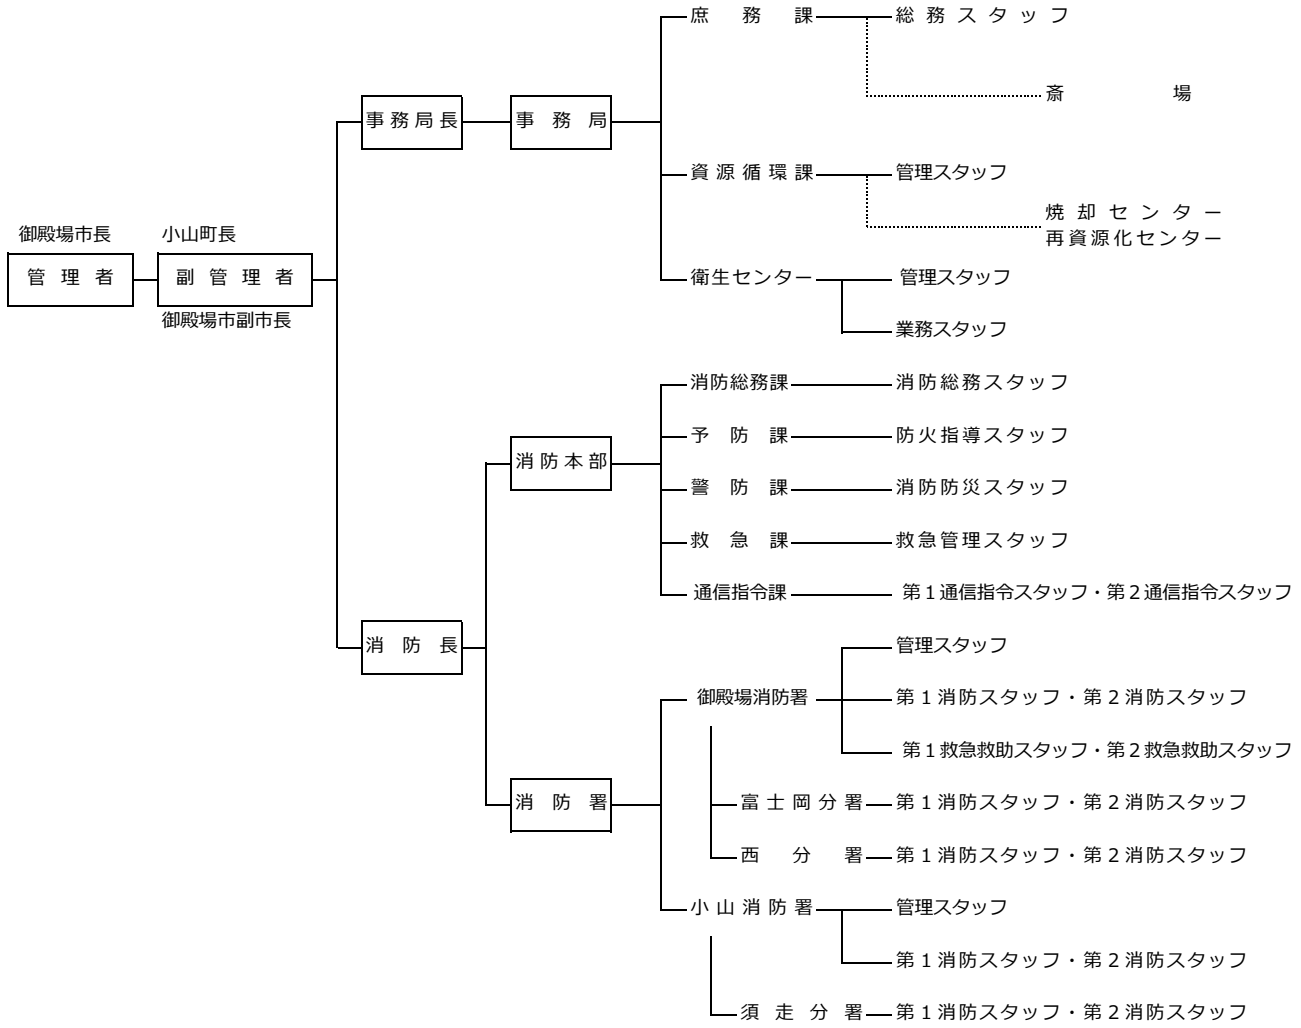 庶務課 総務スタッフ
斎場
事務局長 事務局
資源循環課 管理スタッフ
焼却センター
再資源化センター
御殿場市長 小山町長
管理者 副管理者 衛生センター 管理スタッフ
御殿場市副市長
業務スタッフ
消防総務課 消防総務スタッフ
予防課 防火指導スタッフ
消防本部
警防課 消防防災スタッフ
救急課 救急管理スタッフ
通信指令課 第1通信指令スタッフ・第2通信指令スタッフ
消防長 管理スタッフ
御殿場消防署 第1消防スタッフ・第2消防スタッフ
第1救急救助スタッフ・第2救急救助スタッフ
消防署 富士岡分署 第1消防スタッフ・第2消防スタッフ
西分署 第1消防スタッフ・第2消防スタッフ
小山消防署 管理スタッフ
第1消防スタッフ・第2消防スタッフ
須走分署 第1消防スタッフ・第2消防スタッフ